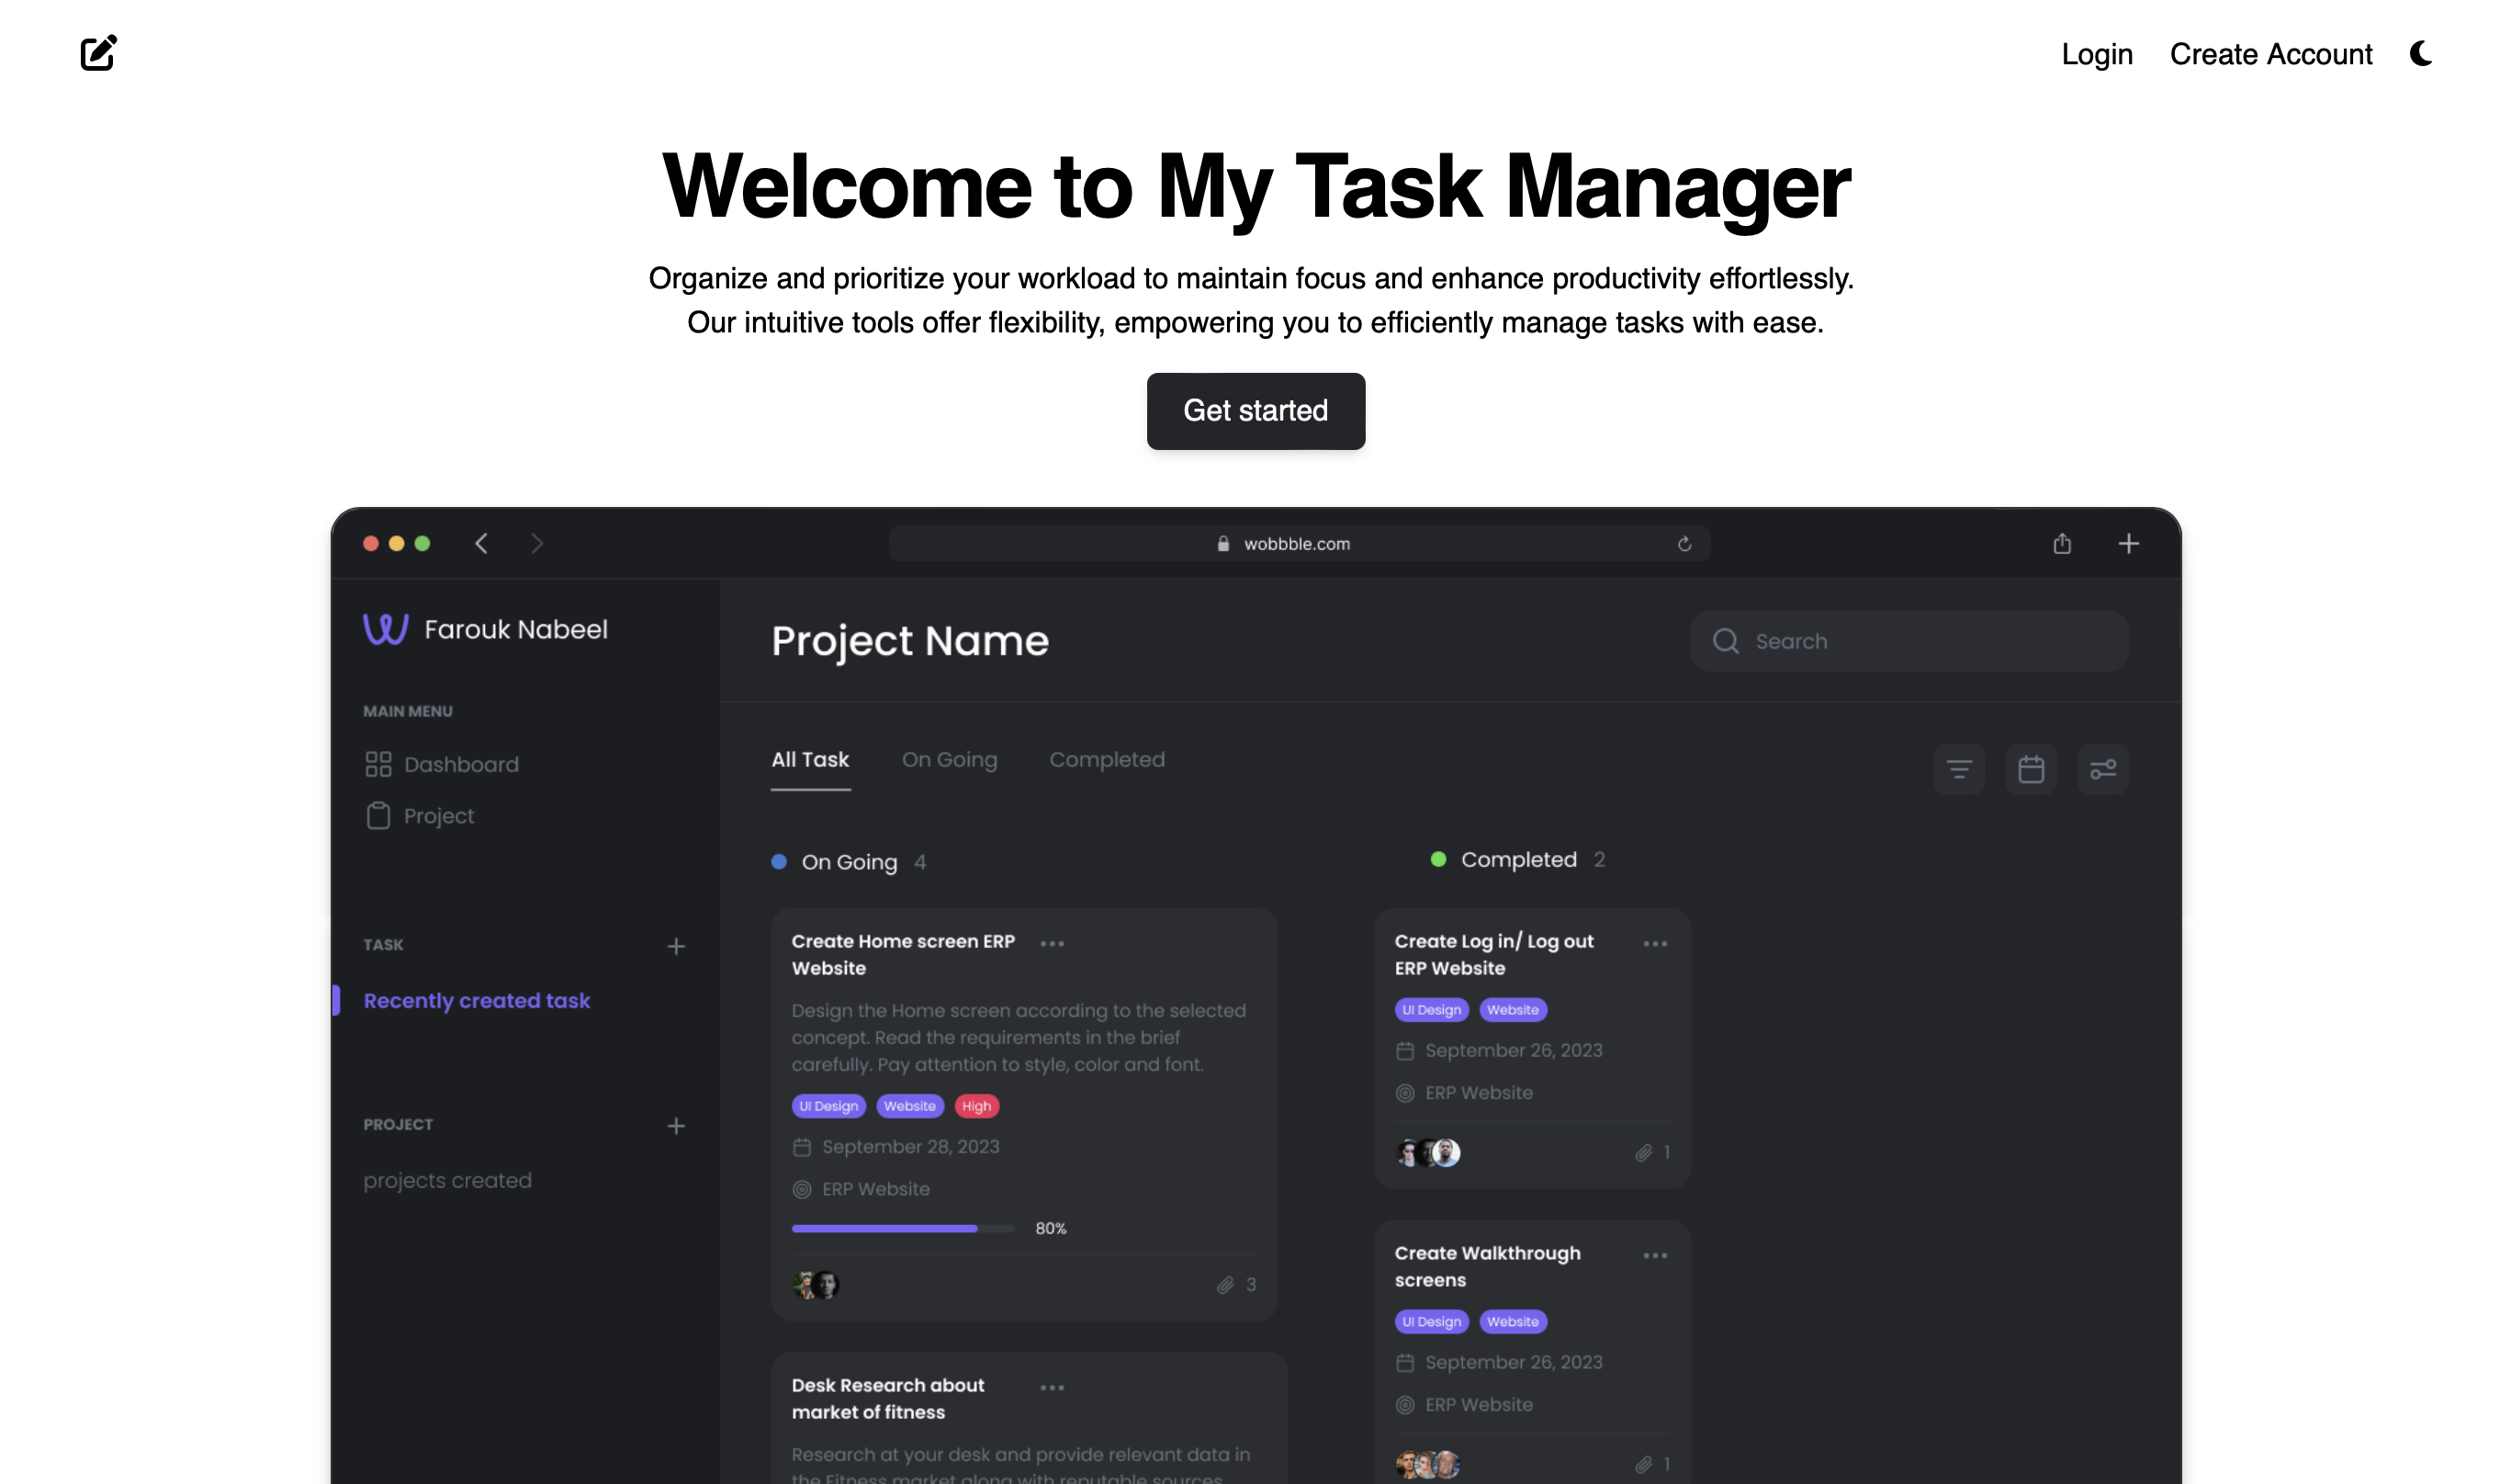 Login Create Account
Welcome to My Task Manager
Organize and prioritize your workload to maintain focus and enhance productivity effortlessly.
Our intuitive tools offer flexibility, empowering you to efficiently manage tasks with ease.
Get started
wobbble.com
Farouk Nabeel
MAIN MENU
Dashboard
Project
TASK
Recently created task
PROJECT
projects created
Project Name
Search
All Task On Going Completed
On Going 4
Create Home screen ERP
Website
Design the Home screen according to the selected
concept. Read the requirements in the brief
carefully. Pay attention to style, color and font.
UI Design Website High
September 28, 2023
ERP Website
80%
3
Desk Research about
market of fitness
Research at your desk and provide relevant data in
the Fitness market along with reputable sources
Completed 2
Create Log in/ Log out
ERP Website
UI Design Website
September 26, 2023
ERP Website
1
Create Walkthrough
screens
UI Design Website
September 26, 2023
ERP Website
1